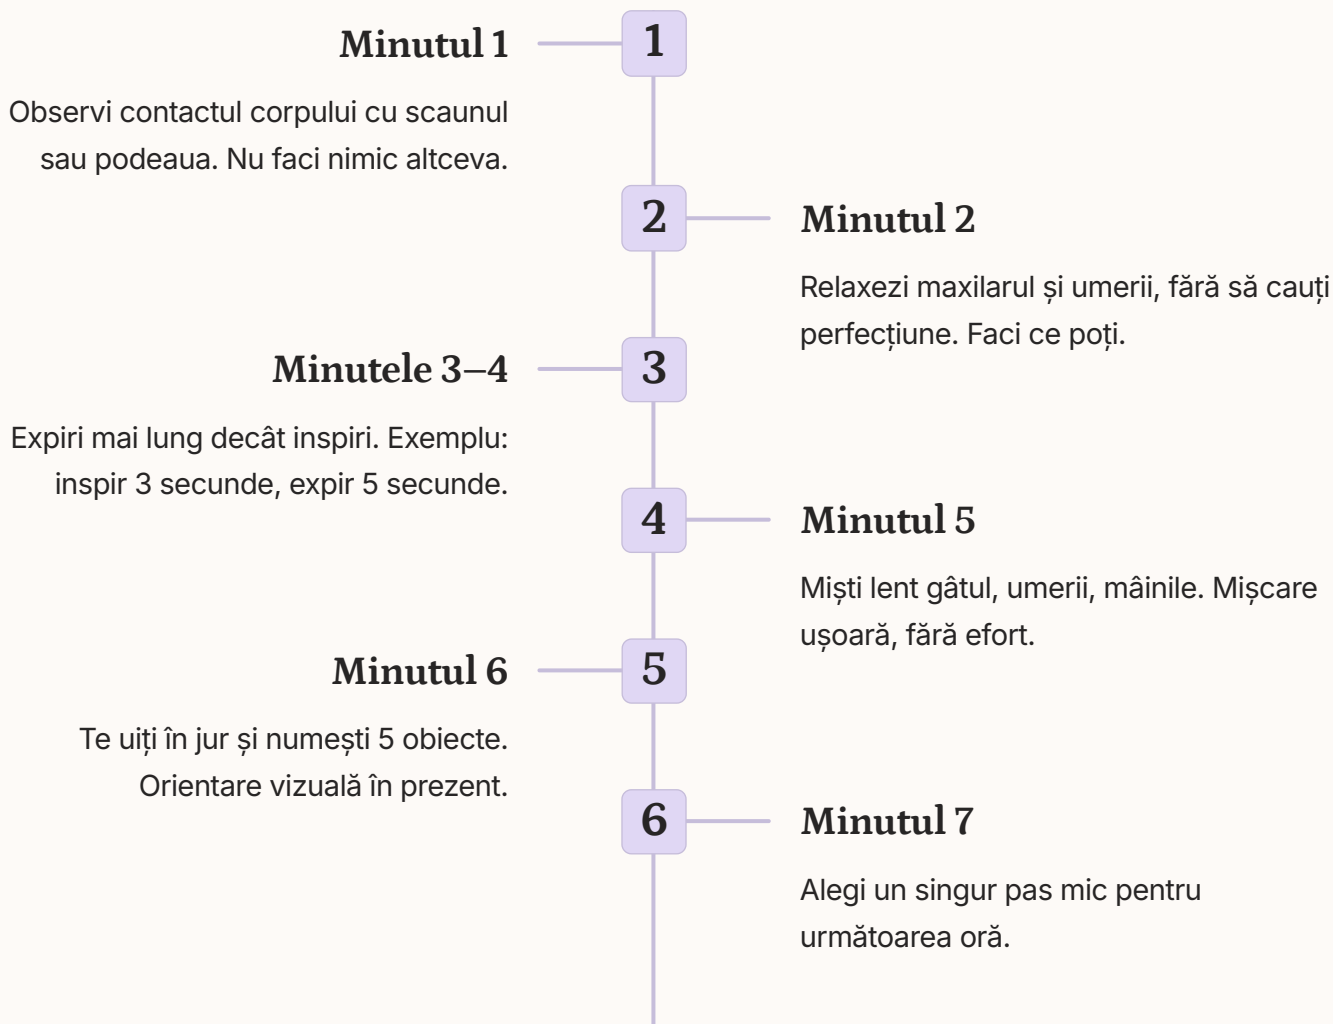 Minutul 1
1
Observi contactul corpului cu scaunul
sau podeaua. Nu faci nimic altceva.
2
Minutul 2
Relaxezi maxilarul și umerii, fără să cauți
perfecțiune. Faci ce poți.
Minutele 3–4
3
Expiri mai lung decât inspiri. Exemplu:
inspir 3 secunde, expir 5 secunde.
4
Minutul 5
Miști lent gâtul, umerii, mâinile. Mișcare
ușoară, fără efort.
Minutul 6
5
Te uiți în jur și numești 5 obiecte.
Orientare vizuală în prezent.
6
Minutul 7
Alegi un singur pas mic pentru
următoarea oră.